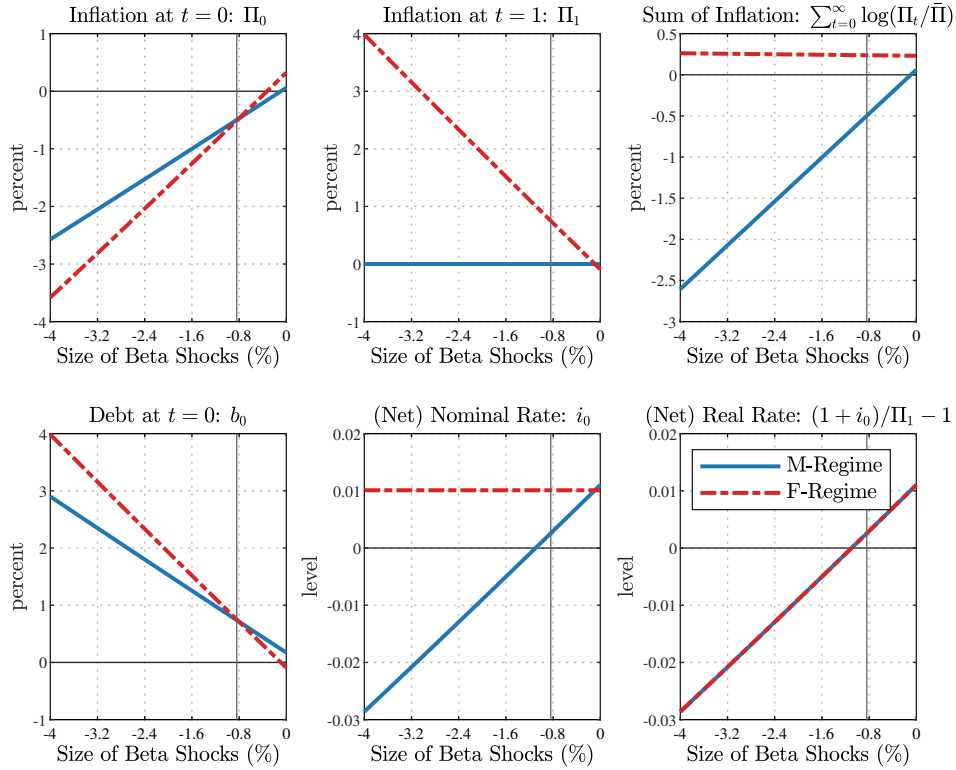 Inflation at t = 0: Π₀
1
0
-1
-2
-3
-4
percent
-4 -3.2 -2.4 -1.6 -0.8 0
Size of Beta Shocks (%)
Inflation at t = 1: Π₁
4
3
2
1
0
-1
percent
-4 -3.2 -2.4 -1.6 -0.8 0
Size of Beta Shocks (%)
Sum of Inflation: ∑_{t=0}^{∞} log(Π_t/Π̄)
0.5
0
-0.5
-1
-1.5
-2
-2.5
-3
percent
-4 -3.2 -2.4 -1.6 -0.8 0
Size of Beta Shocks (%)
Debt at t = 0: b₀
4
3
2
1
0
-1
percent
-4 -3.2 -2.4 -1.6 -0.8 0
Size of Beta Shocks (%)
(Net) Nominal Rate: i₀
0.02
0.01
0
-0.01
-0.02
-0.03
level
-4 -3.2 -2.4 -1.6 -0.8 0
Size of Beta Shocks (%)
(Net) Real Rate: (1 + i₀)/Π₁ − 1
0.02
0.01
0
-0.01
-0.02
-0.03
level
M-Regime
F-Regime
-4 -3.2 -2.4 -1.6 -0.8 0
Size of Beta Shocks (%)